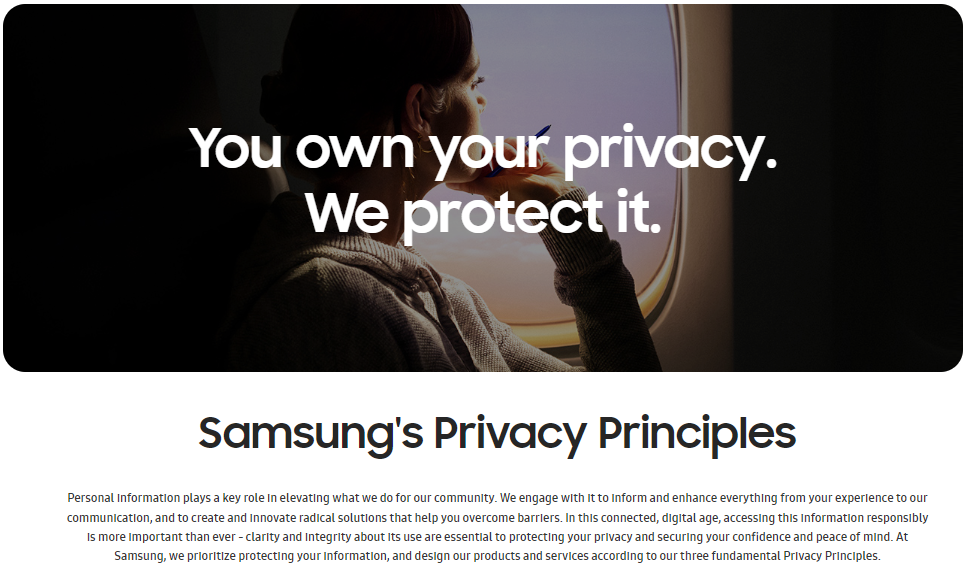 You own your privacy.
We protect it.
Samsung's Privacy Principles
Personal information plays a key role in elevating what we do for our community. We engage with it to inform and enhance everything from your experience to our
communication, and to create and innovate radical solutions that help you overcome barriers. In this connected, digital age, accessing this information responsibly
is more important than ever - clarity and integrity about its use are essential to protecting your privacy and securing your confidence and peace of mind. At
Samsung, we prioritize protecting your information, and design our products and services according to our three fundamental Privacy Principles.